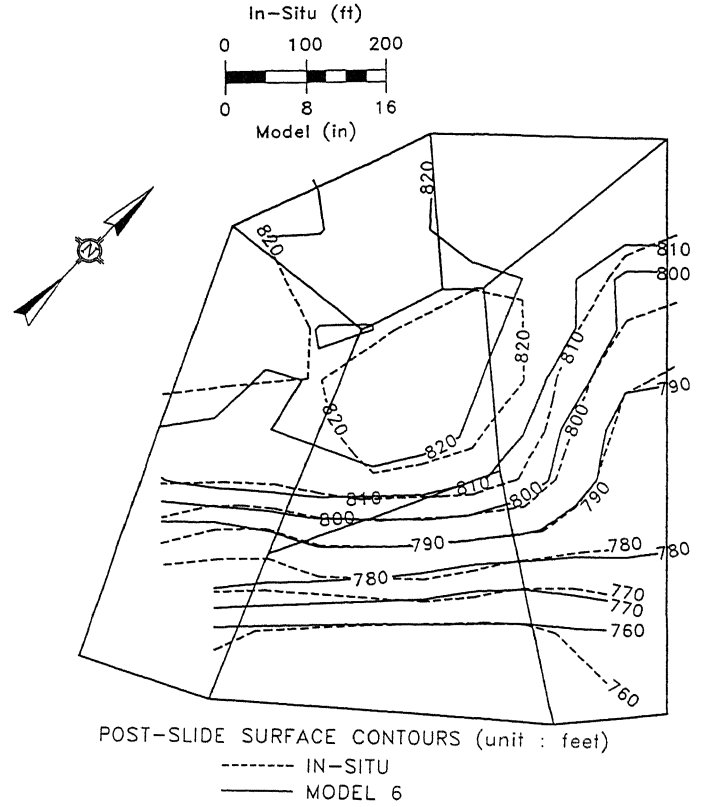 In-Situ (ft)
0 100 200
0 8 16
Model (in)
N
820
820
810
800
820
810
790
820
820
800
810
810
800
800
790
790
780
780
780
770
770
760
760
POST-SLIDE SURFACE CONTOURS (unit : feet)
IN-SITU
MODEL 6